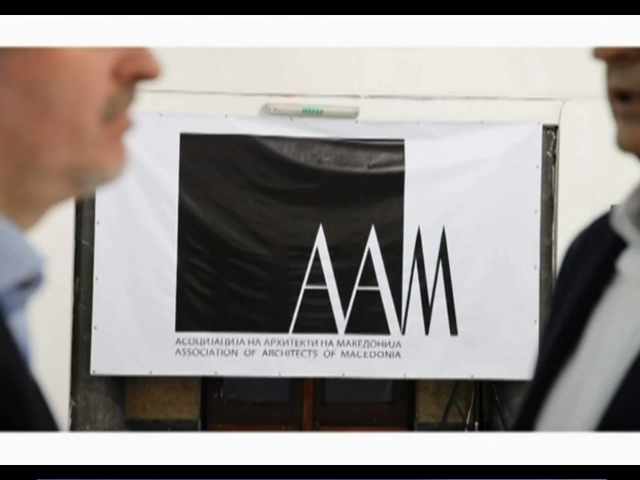 AAM
АСОЦИЈАЦИЈА НА АРХИТЕКТИ НА МАКЕДОНИЈА
ASSOCIATION OF ARCHITECTS OF MACEDONIA